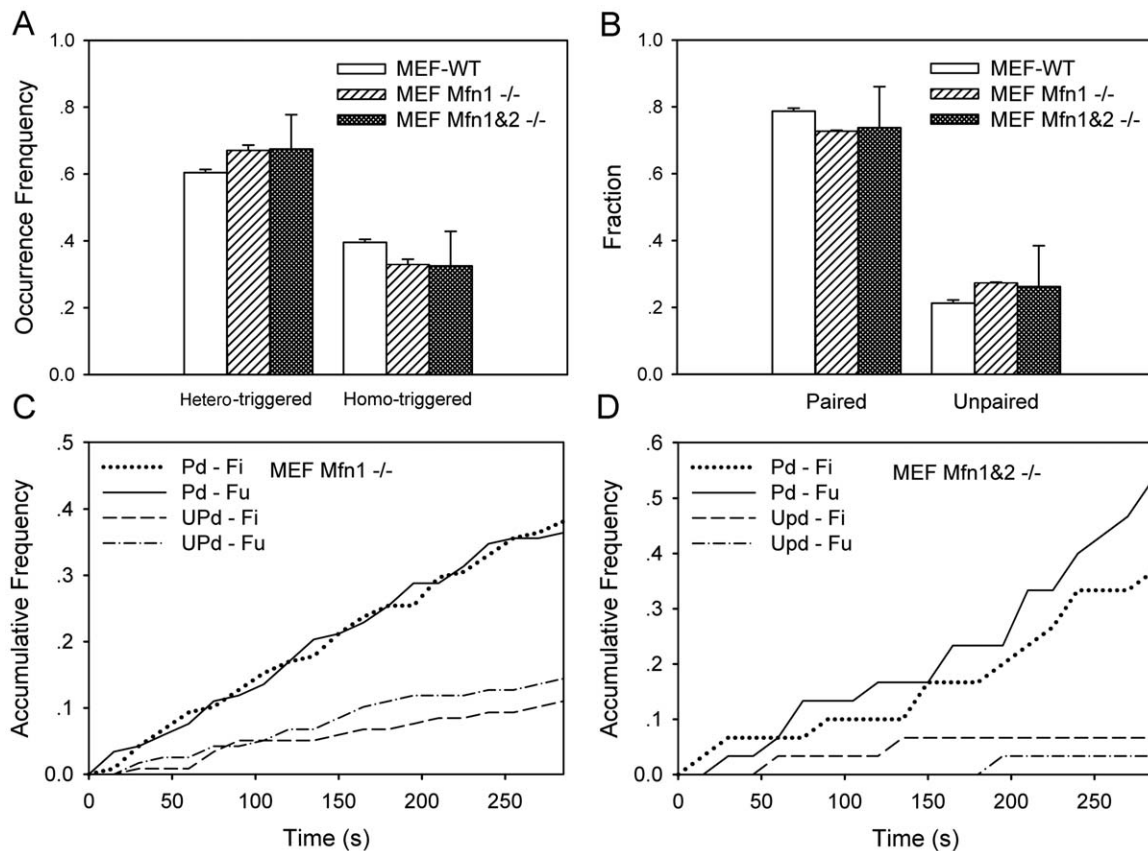 A
1.0
.8
.6
.4
.2
0.0
Occurrence Frenquency
MEF-WT
MEF Mfn1 -/-
MEF Mfn1&2 -/-
Hetero-triggered
Homo-triggered
B
1.0
.8
.6
.4
.2
0.0
Fraction
MEF-WT
MEF Mfn1 -/-
MEF Mfn1&2 -/-
Paired
Unpaired
C
.5
.4
.3
.2
.1
0.0
Accumulative Frequency
Pd - Fi
Pd - Fu
UPd - Fi
UPd - Fu
MEF Mfn1 -/-
0
50
100
150
200
250
Time (s)
D
.6
.5
.4
.3
.2
.1
0.0
Accumulative Frequency
Pd - Fi
Pd - Fu
Upd - Fi
Upd - Fu
MEF Mfn1&2 -/-
0
50
100
150
200
250
Time (s)